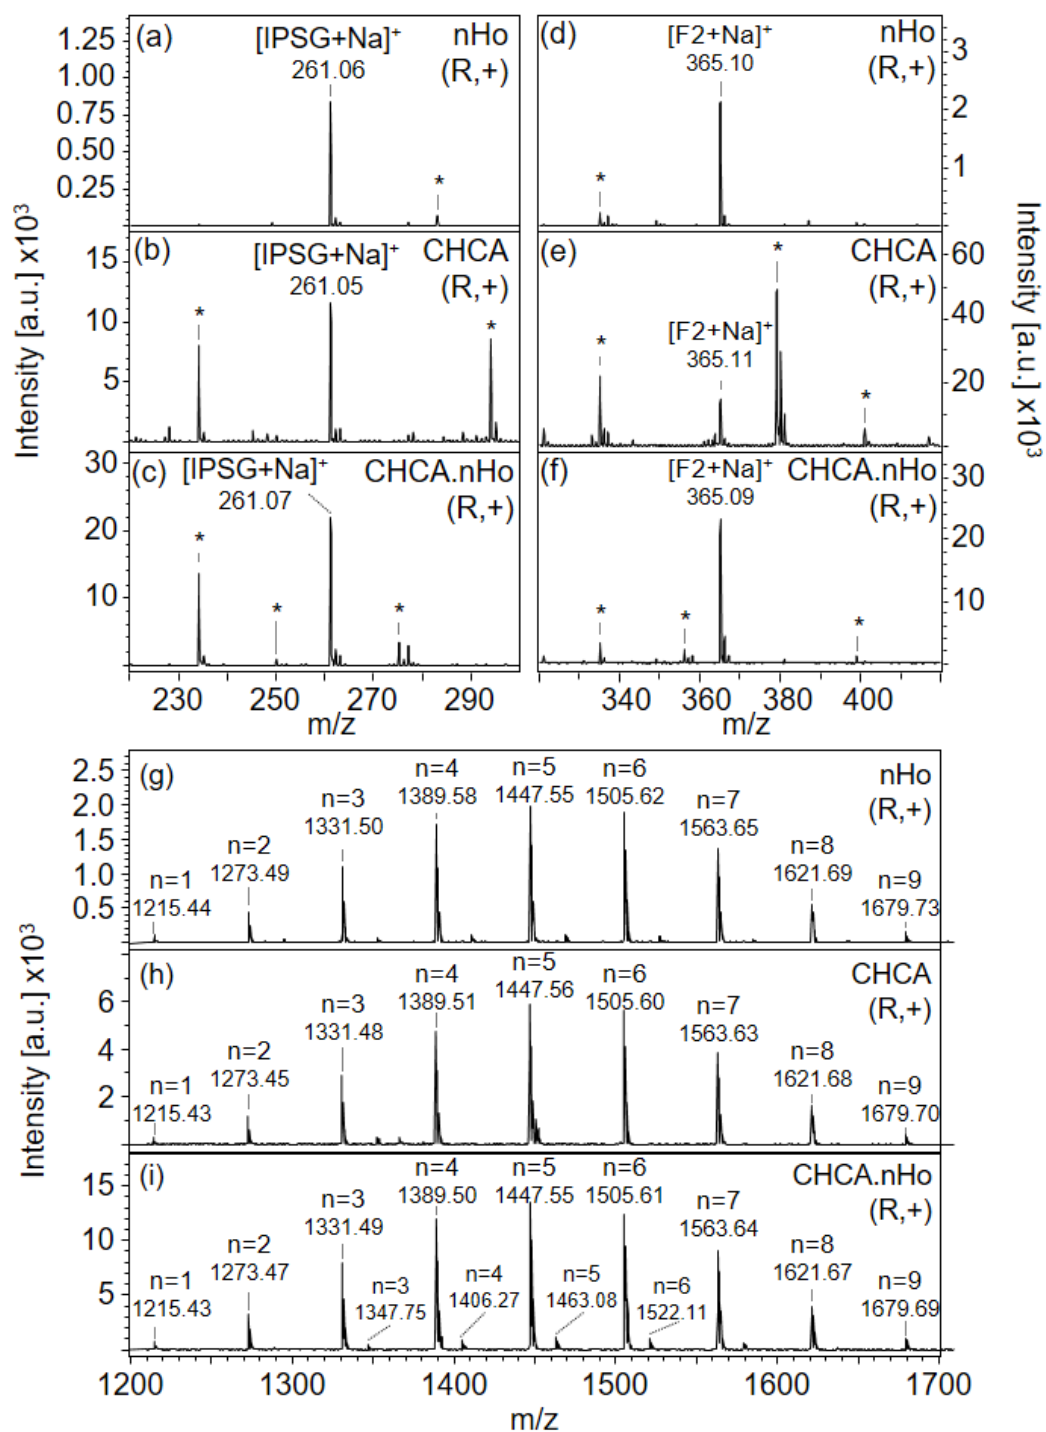 (a) [IPSG+Na]⁺ nHo
261.06 (R,+)
1.25
1.00
0.75
0.50
0.25
*
(d) [F2+Na]⁺ nHo
365.10 (R,+)
3
2
1
*
(b) [IPSG+Na]⁺ CHCA
261.05 (R,+)
15
10
5
* *
(e) * CHCA
(R,+)
[F2+Na]⁺
365.11
60
40
20
* *
(c) [IPSG+Na]⁺ CHCA.nHo
261.07 (R,+)
30
20
10
* * *
(f) [F2+Na]⁺ CHCA.nHo
365.09 (R,+)
30
20
10
* * *
Intensity [a.u.] x10³
Intensity [a.u.] x10³
230 250 270 290
m/z
340 360 380 400
m/z
(g) nHo
(R,+)
2.5
2.0
1.5
1.0
0.5
n=1
1215.44
n=2
1273.49
n=3
1331.50
n=4
1389.58
n=5
1447.55
n=6
1505.62
n=7
1563.65
n=8
1621.69
n=9
1679.73
(h) CHCA
(R,+)
6
4
2
n=1
1215.43
n=2
1273.45
n=3
1331.48
n=4
1389.51
n=5
1447.56
n=6
1505.60
n=7
1563.63
n=8
1621.68
n=9
1679.70
(i) CHCA.nHo
(R,+)
15
10
5
n=1
1215.43
n=2
1273.47
n=3
1331.49
n=3
1347.75
n=4
1389.50
n=4
1406.27
n=5
1447.55
n=5
1463.08
n=6
1505.61
n=6
1522.11
n=7
1563.64
n=8
1621.67
n=9
1679.69
Intensity [a.u.] x10³
1200 1300 1400 1500 1600 1700
m/z